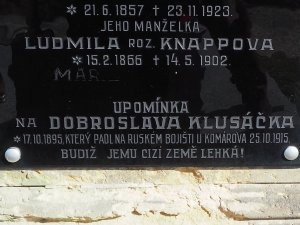 * 21.6.1857 † 23.11.1923.
JEHO MANŽELKA
LUDMILA ROZ. KNAPPOVA
* 15.2.1866 † 14.5.1902.
UPOMÍNKA
NA DOBROSLAVA KLUSÁČKA
* 17.10.1895, KTERÝ PADL NA RUSKÉM BOJIŠTI U KOMAROVA 25.10.1915,
BUDIŽ JEMU CIZÍ ZEMĚ LEHKÁ!